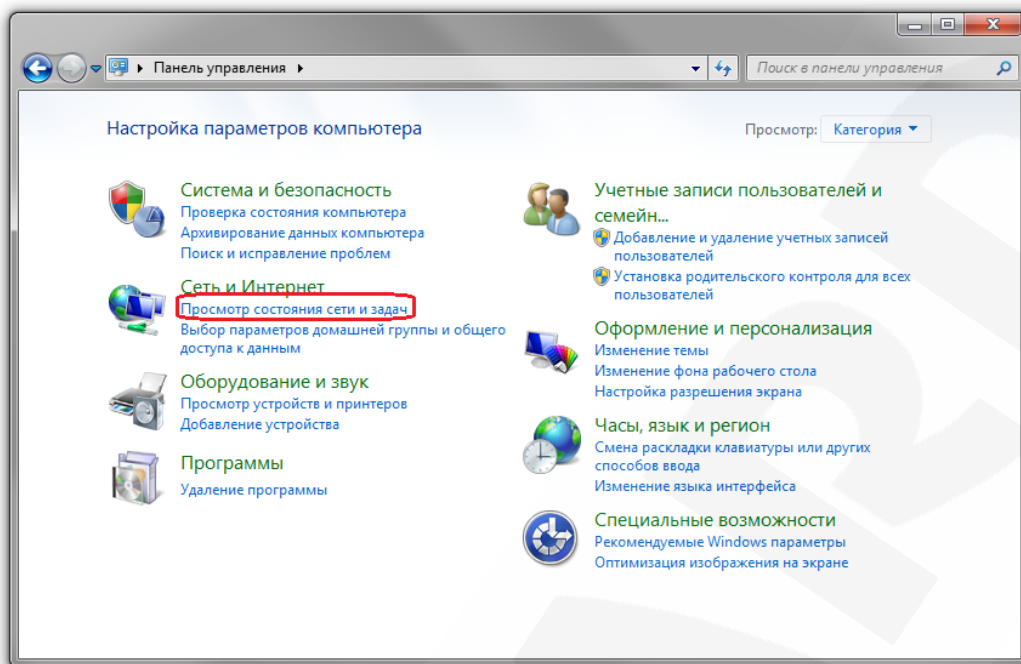 Панель управления
Поиск в панели управления
Настройка параметров компьютера
Просмотр: Категория
Система и безопасность
Проверка состояния компьютера
Архивирование данных компьютера
Поиск и исправление проблем
Сеть и Интернет
Просмотр состояния сети и задач
Выбор параметров домашней группы и общего
доступа к данным
Оборудование и звук
Просмотр устройств и принтеров
Добавление устройства
Программы
Удаление программы
Учетные записи пользователей и
семейн...
Добавление и удаление учетных записей
пользователей
Установка родительского контроля для всех
пользователей
Оформление и персонализация
Изменение темы
Изменение фона рабочего стола
Настройка разрешения экрана
Часы, язык и регион
Смена раскладки клавиатуры или других
способов ввода
Изменение языка интерфейса
Специальные возможности
Рекомендуемые Windows параметры
Оптимизация изображения на экране